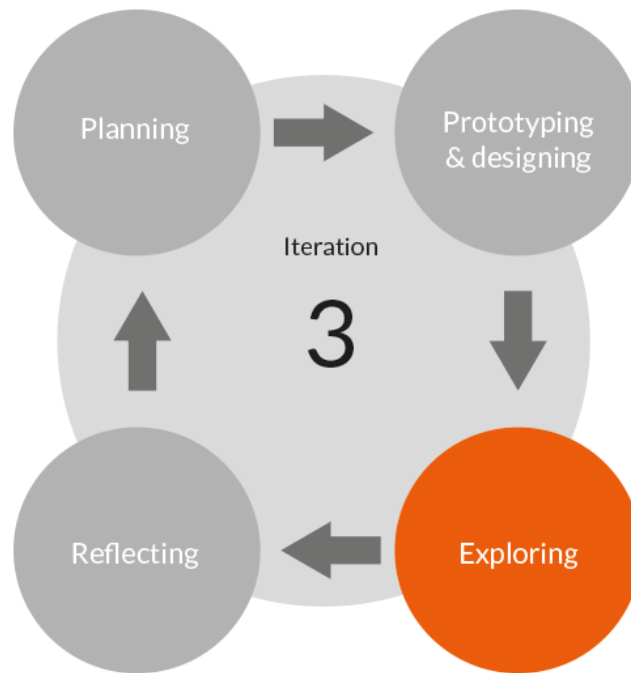 Planning
Prototyping
& designing
Iteration
3
Reflecting
Exploring